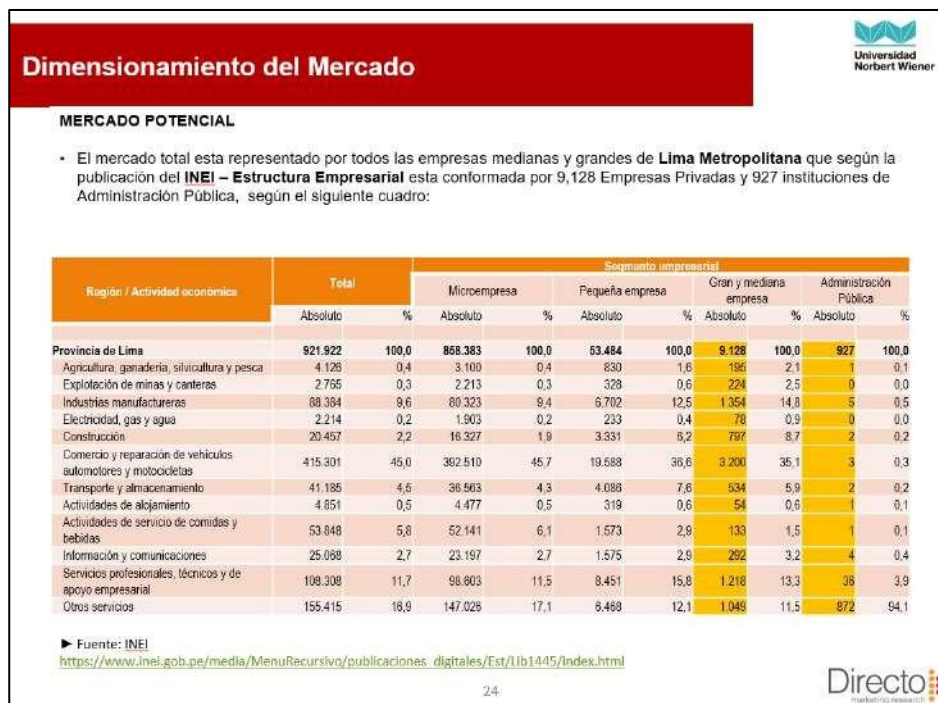 Dimensionamiento del Mercado
Universidad
Norbert Wiener
MERCADO POTENCIAL
• El mercado total esta representado por todos las empresas medianas y grandes de Lima Metropolitana que según la
publicación del INEI – Estructura Empresarial esta conformada por 9,128 Empresas Privadas y 927 instituciones de
Administración Pública, según el siguiente cuadro:
Segmento umpresarial
Región / Actividad económica Total Microempresa Pequeña empresa Gran y mediana empresa Administración Pública
Absoluto % Absoluto % Absoluto % Absoluto % Absoluto %
Provincia de Lima 921.922 100,0 858.383 100,0 53.484 100,0 9.128 100,0 927 100,0
Agricultura, ganadería, silvicultura y pesca 4.126 0,4 3.100 0,4 830 1,6 195 2,1 1 0,1
Explotación de minas y canteras 2.765 0,3 2.213 0,3 328 0,6 224 2,5 0 0,0
Industrias manufactureras 88.384 9,6 80.323 9,4 6.702 12,5 1 354 14,8 5 0,5
Electricidad, gas y agua 2.214 0,2 1.903 0,2 233 0,4 78 0,9 0 0,0
Construcción 20.457 2,2 16.327 1,9 3.331 6,2 797 8,7 2 0,2
Comercio y reparación de vehículos
automotores y motocicletas 415.301 45,0 392.510 45,7 19.588 36,6 3.200 35,1 3 0,3
Transporte y almacenamiento 41.185 4,5 36.563 4,3 4.086 7,6 534 5,9 2 0,2
Actividades de alojamiento 4.851 0,5 4.477 0,5 319 0,6 54 0,6 1 0,1
Actividades de servicio de comidas y
bebidas 53.848 5,8 52.141 6,1 1.573 2,9 133 1,5 1 0,1
Información y comunicaciones 25.068 2,7 23.197 2,7 1.575 2,9 292 3,2 4 0,4
Servicios profesionales, técnicos y de
apoyo empresarial 108.308 11,7 98.603 11,5 8.451 15,8 1.218 13,3 36 3,9
Otros servicios 155.415 16,9 147.026 17,1 6.468 12,1 1.049 11,5 872 94,1
► Fuente: INEI
https://www.inei.gob.pe/media/MenuRecursivo/publicaciones_digitales/Est/Lib1445/index.html
24
Directo
marketing research